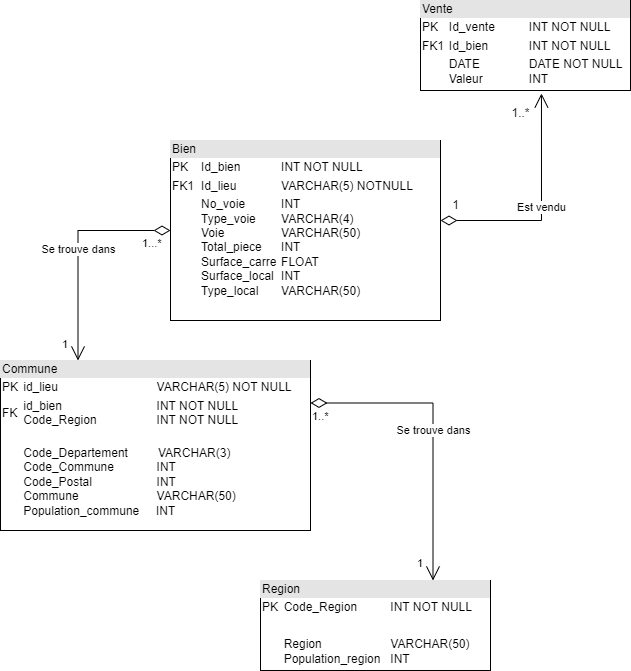 Vente
PK Id_vente INT NOT NULL
FK1 Id_bien INT NOT NULL
DATE DATE NOT NULL
Valeur INT
1..*
Bien
PK Id_bien INT NOT NULL
FK1 Id_lieu VARCHAR(5) NOTNULL
No_voie INT
Type_voie VARCHAR(4)
Voie VARCHAR(50)
Total_piece INT
Surface_carre FLOAT
Surface_local INT
Type_local VARCHAR(50)
1
Est vendu
1...*
Se trouve dans
1
Commune
PK id_lieu VARCHAR(5) NOT NULL
FK id_bien INT NOT NULL
Code_Region INT NOT NULL
Code_Departement VARCHAR(3)
Code_Commune INT
Code_Postal INT
Commune VARCHAR(50)
Population_commune INT
1..*
Se trouve dans
1
Region
PK Code_Region INT NOT NULL
Region VARCHAR(50)
Population_region INT